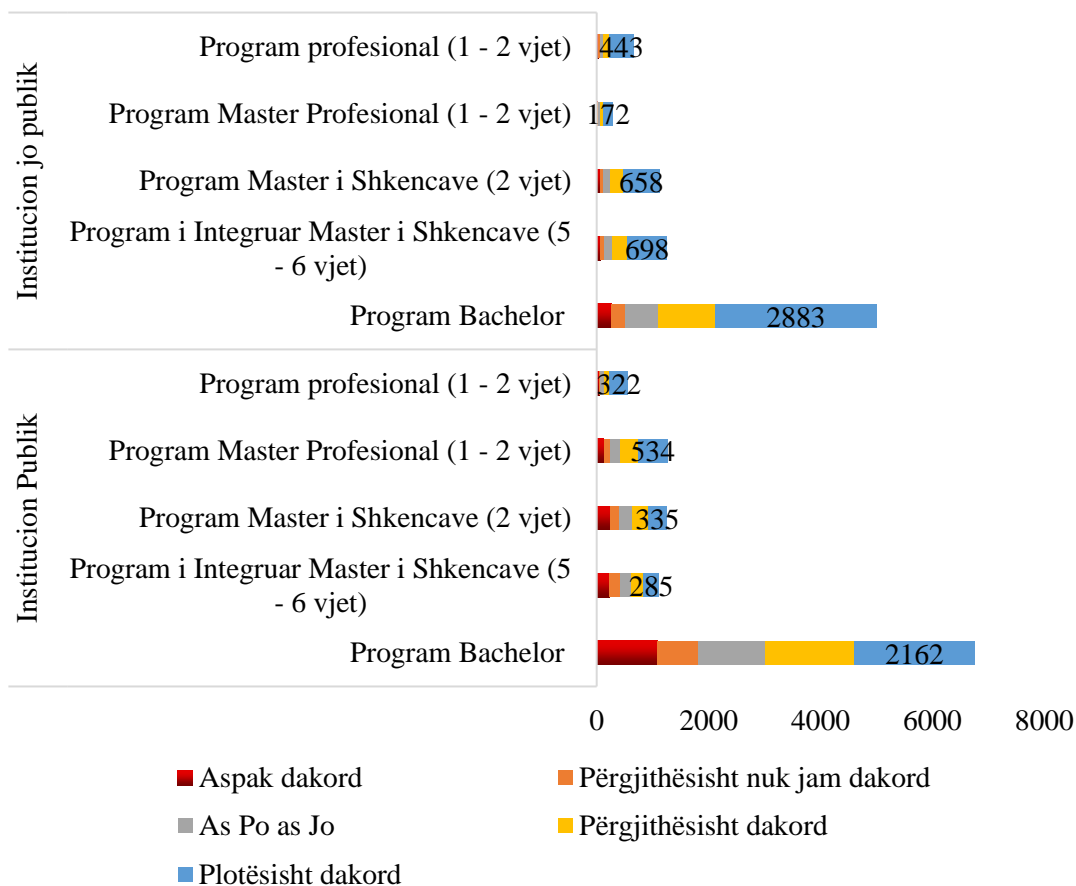 Institucion jo publik
Program profesional (1 - 2 vjet)
443
Program Master Profesional (1 - 2 vjet)
172
Program Master i Shkencave (2 vjet)
658
Program i Integruar Master i Shkencave (5
- 6 vjet)
698
Program Bachelor
2883
Institucion Publik
Program profesional (1 - 2 vjet)
322
Program Master Profesional (1 - 2 vjet)
534
Program Master i Shkencave (2 vjet)
335
Program i Integruar Master i Shkencave (5
- 6 vjet)
285
Program Bachelor
2162
0 2000 4000 6000 8000
Aspak dakord
Përgjithësisht nuk jam dakord
As Po as Jo
Përgjithësisht dakord
Plotësisht dakord